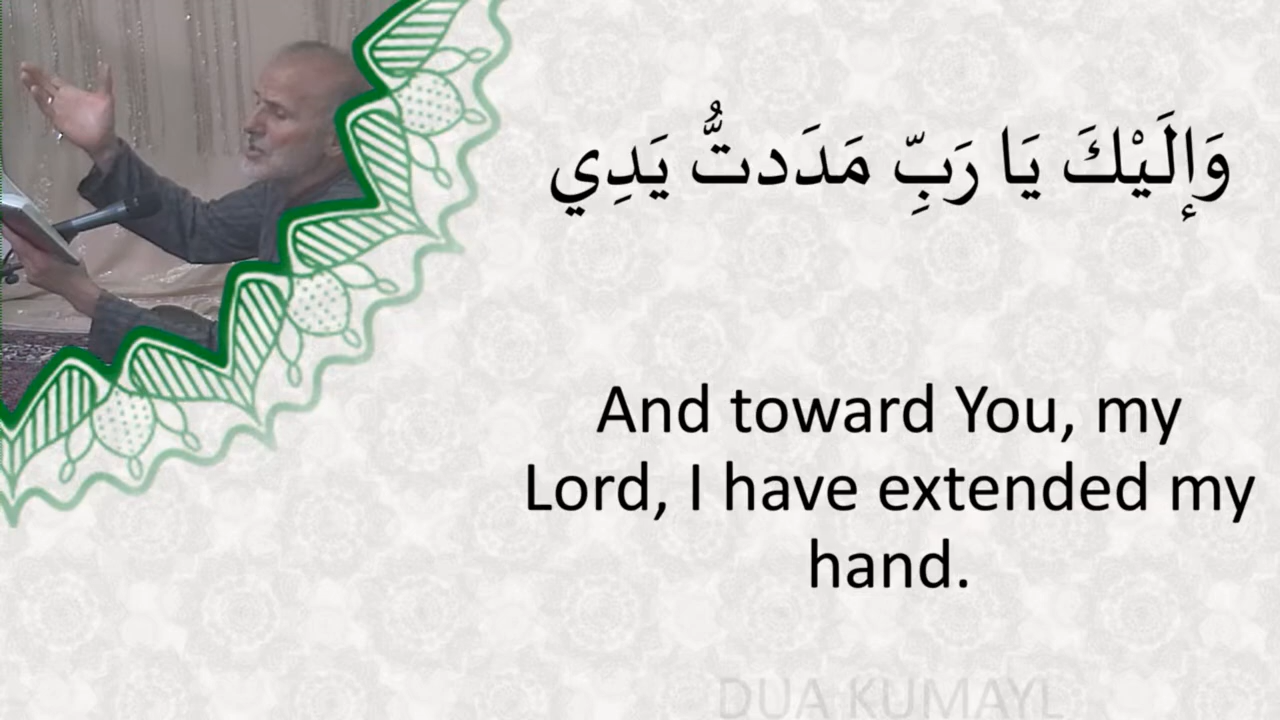 وَإِلَيْكَ يَا رَبِّ مَدَدتُّ يَدِي
And toward You, my
Lord, I have extended my
hand.
DUA KUMAYL